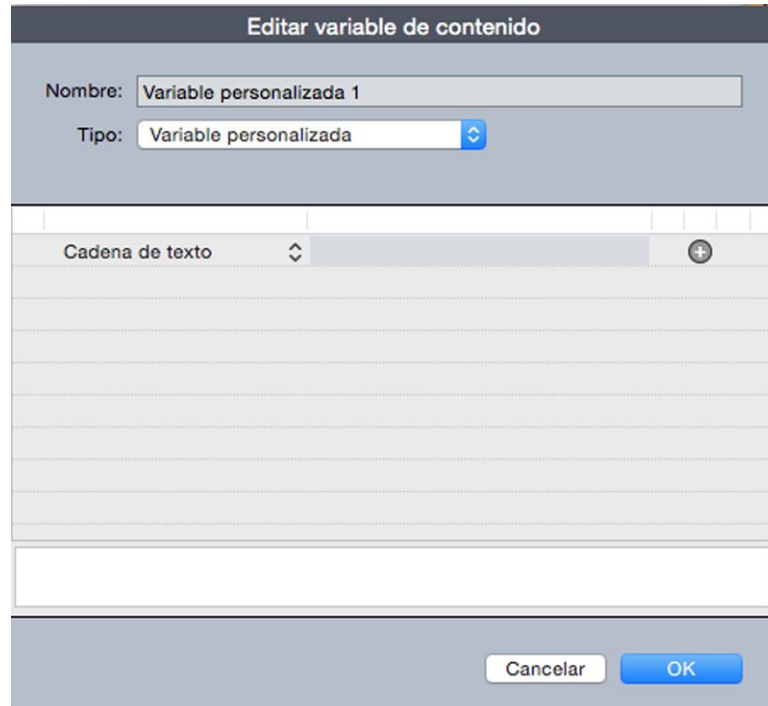 Editar variable de contenido
Nombre: Variable personalizada 1
Tipo: Variable personalizada
Cadena de texto
Cancelar OK